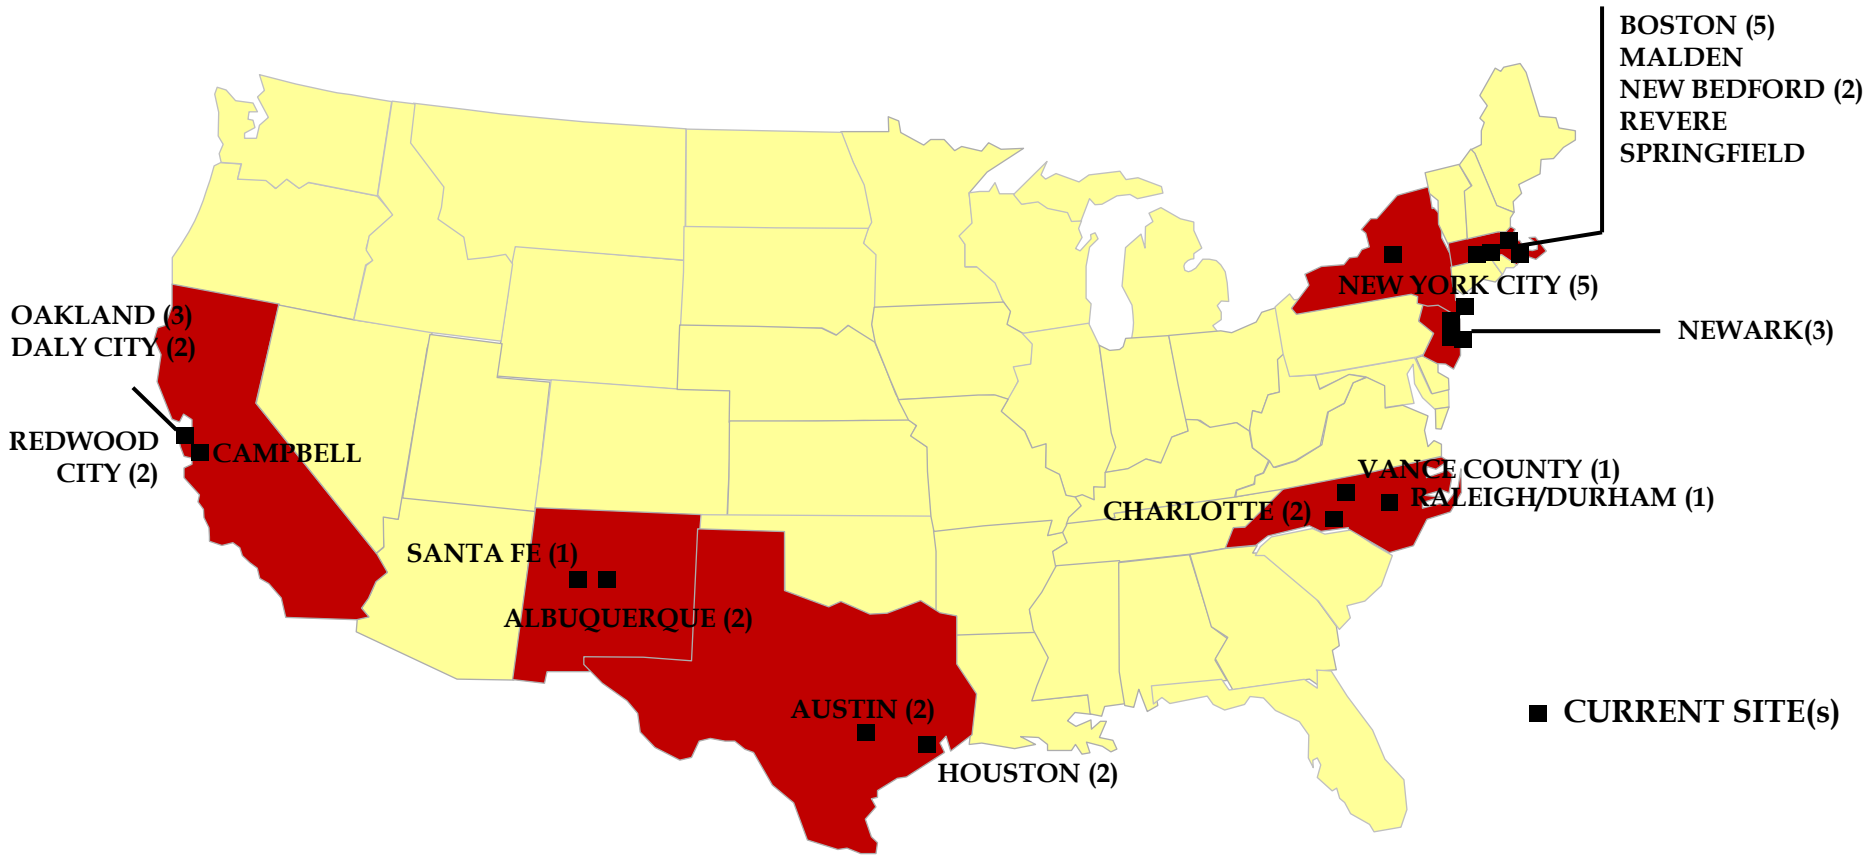 BOSTON (5)
MALDEN
NEW BEDFORD (2)
REVERE
SPRINGFIELD
NEW YORK CITY (5)
OAKLAND (3)
DALY CITY (2)
NEWARK(3)
REDWOOD
CITY (2)
CAMPBELL
VANCE COUNTY (1)
RALEIGH/DURHAM (1)
CHARLOTTE (2)
SANTA FE (1)
ALBUQUERQUE (2)
AUSTIN (2)
CURRENT SITE(s)
HOUSTON (2)